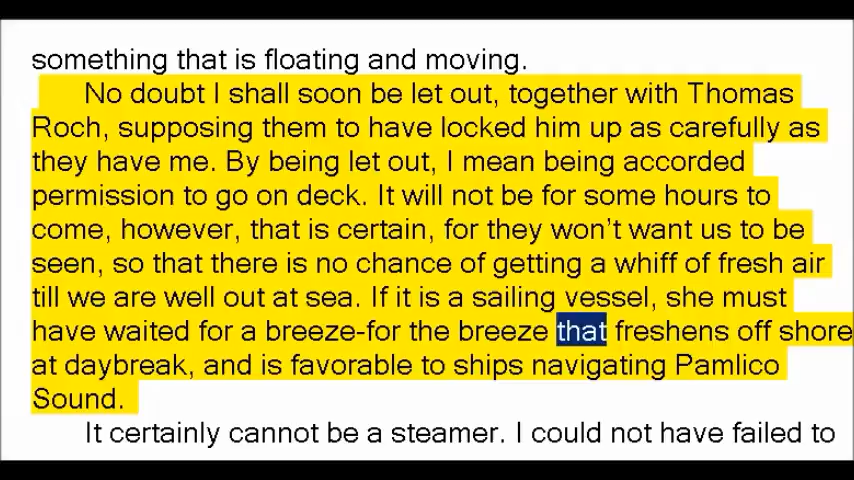 something that is floating and moving.
No doubt I shall soon be let out, together with Thomas
Roch, supposing them to have locked him up as carefully as
they have me. By being let out, I mean being accorded
permission to go on deck. It will not be for some hours to
come, however, that is certain, for they won't want us to be
seen, so that there is no chance of getting a whiff of fresh air
till we are well out at sea. If it is a sailing vessel, she must
have waited for a breeze-for the breeze that freshens off shore
at daybreak, and is favorable to ships navigating Pamlico
Sound.
It certainly cannot be a steamer. I could not have failed to